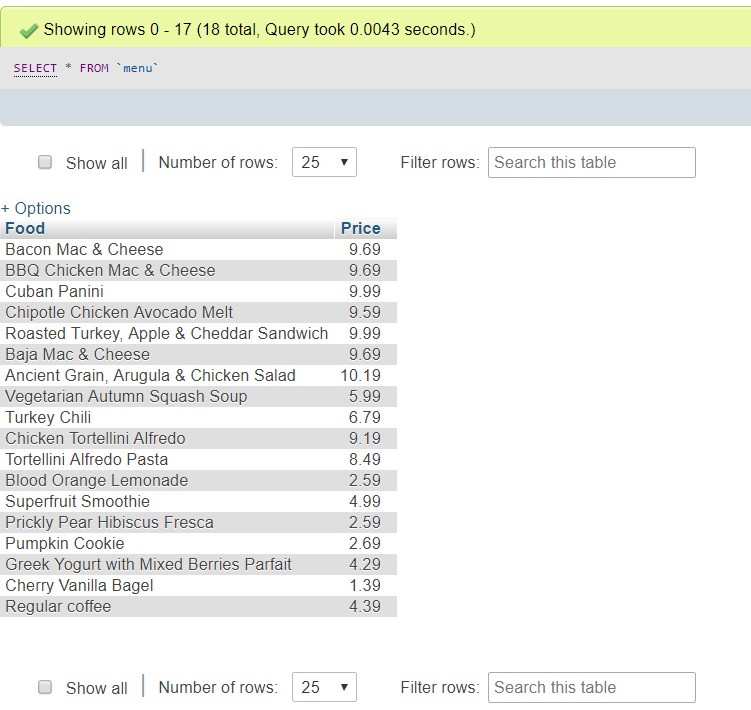 Showing rows 0 - 17 (18 total, Query took 0.0043 seconds.)
SELECT * FROM `menu`
Show all | Number of rows: 25 Filter rows: Search this table
+ Options
Food Price
Bacon Mac & Cheese 9.69
BBQ Chicken Mac & Cheese 9.69
Cuban Panini 9.99
Chipotle Chicken Avocado Melt 9.59
Roasted Turkey, Apple & Cheddar Sandwich 9.99
Baja Mac & Cheese 9.69
Ancient Grain, Arugula & Chicken Salad 10.19
Vegetarian Autumn Squash Soup 5.99
Turkey Chili 6.79
Chicken Tortellini Alfredo 9.19
Tortellini Alfredo Pasta 8.49
Blood Orange Lemonade 2.59
Superfruit Smoothie 4.99
Prickly Pear Hibiscus Fresca 2.59
Pumpkin Cookie 2.69
Greek Yogurt with Mixed Berries Parfait 4.29
Cherry Vanilla Bagel 1.39
Regular coffee 4.39
Show all | Number of rows: 25 Filter rows: Search this table